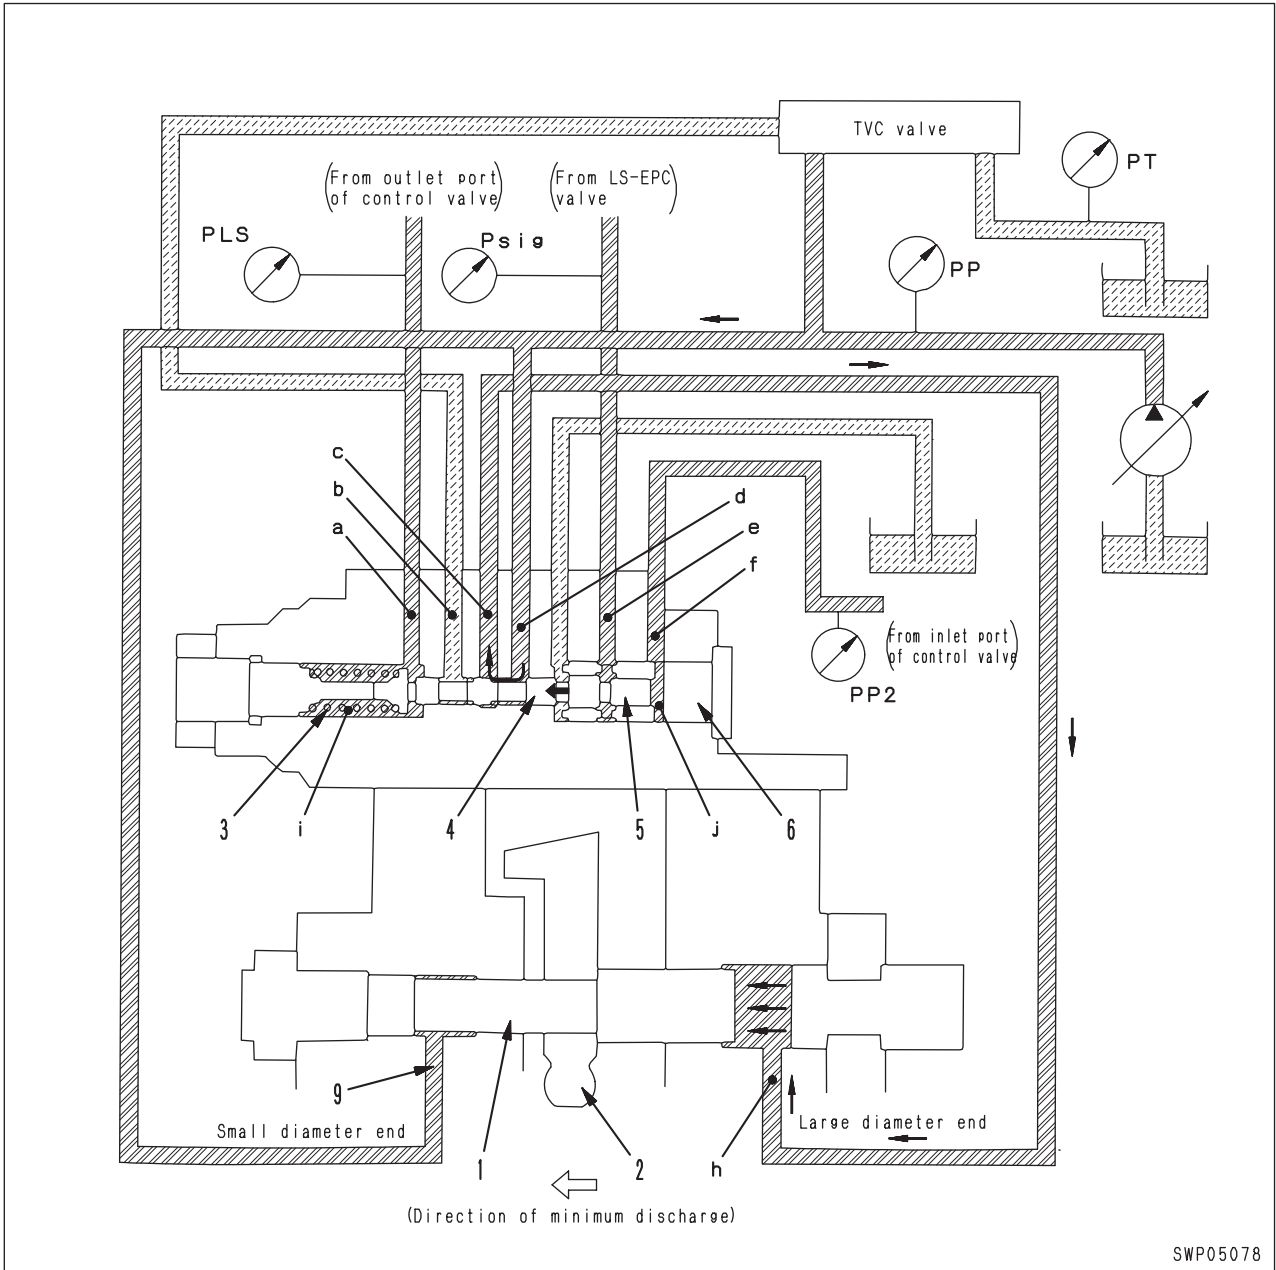 TVC valve
PT
(From outlet port
of control valve)
(From LS-EPC)
valve
PLS
Psig
PP
c
b
a
d
e
f
(From inlet port)
of control valve
PP2
3
i
4
5
j
6
9
Small diameter end
Large diameter end
1
2
h
(Direction of minimum discharge)
SWP05078